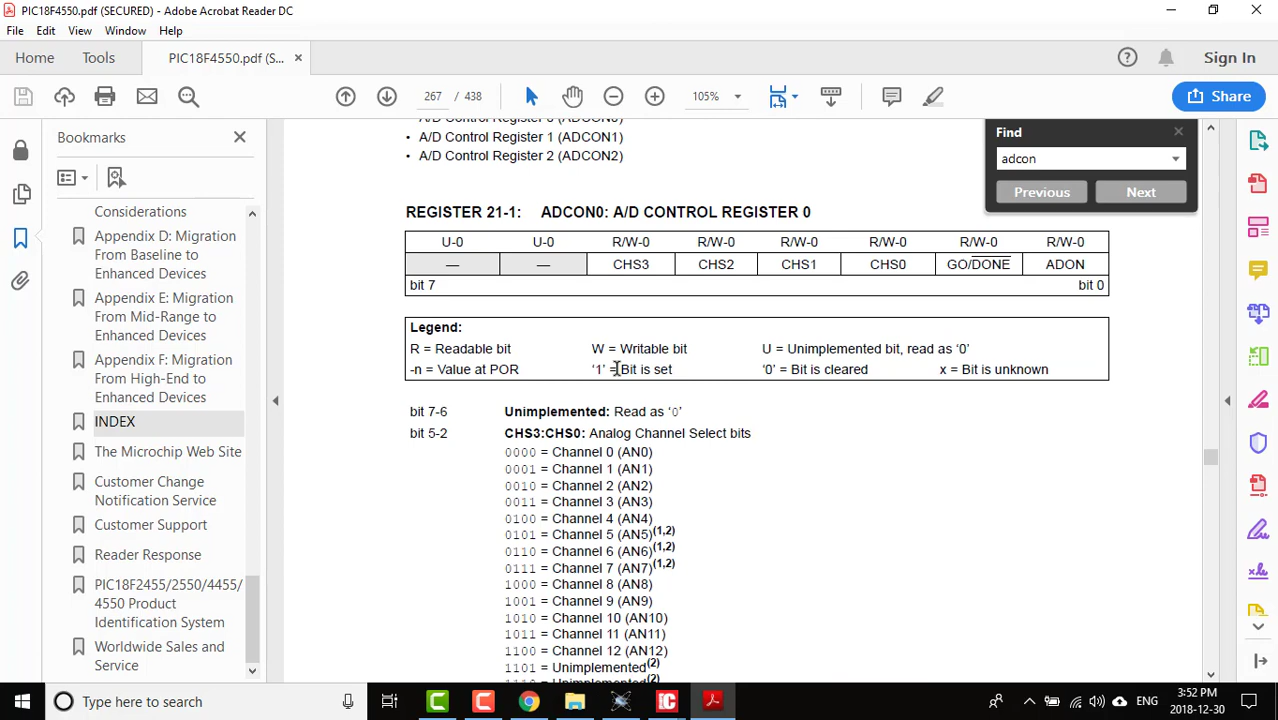 PIC18F4550.pdf (SECURED) - Adobe Acrobat Reader DC
File Edit View Window Help
Home Tools PIC18F4550.pdf (S... × Sign In
267 / 438 105% Share
Bookmarks
Considerations
Appendix D: Migration
From Baseline to
Enhanced Devices
Appendix E: Migration
From Mid-Range to
Enhanced Devices
Appendix F: Migration
From High-End to
Enhanced Devices
INDEX
The Microchip Web Site
Customer Change
Notification Service
Customer Support
Reader Response
PIC18F2455/2550/4455/
4550 Product
Identification System
Worldwide Sales and
Service
• A/D Control Register 0 (ADCON0)
• A/D Control Register 1 (ADCON1)
• A/D Control Register 2 (ADCON2)
Find
adcon
Previous Next
REGISTER 21-1: ADCON0: A/D CONTROL REGISTER 0
U-0 U-0 R/W-0 R/W-0 R/W-0 R/W-0 R/W-0 R/W-0
— — CHS3 CHS2 CHS1 CHS0 GO/DONE ADON
bit 7 bit 0
Legend:
R = Readable bit W = Writable bit U = Unimplemented bit, read as ‘0’
-n = Value at POR ‘1’ = Bit is set ‘0’ = Bit is cleared x = Bit is unknown
bit 7-6 Unimplemented: Read as ‘0’
bit 5-2 CHS3:CHS0: Analog Channel Select bits
0000 = Channel 0 (AN0)
0001 = Channel 1 (AN1)
0010 = Channel 2 (AN2)
0011 = Channel 3 (AN3)
0100 = Channel 4 (AN4)
0101 = Channel 5 (AN5)(1,2)
0110 = Channel 6 (AN6)(1,2)
0111 = Channel 7 (AN7)(1,2)
1000 = Channel 8 (AN8)
1001 = Channel 9 (AN9)
1010 = Channel 10 (AN10)
1011 = Channel 11 (AN11)
1100 = Channel 12 (AN12)
1101 = Unimplemented(2)
Type here to search
ENG
3:52 PM
2018-12-30